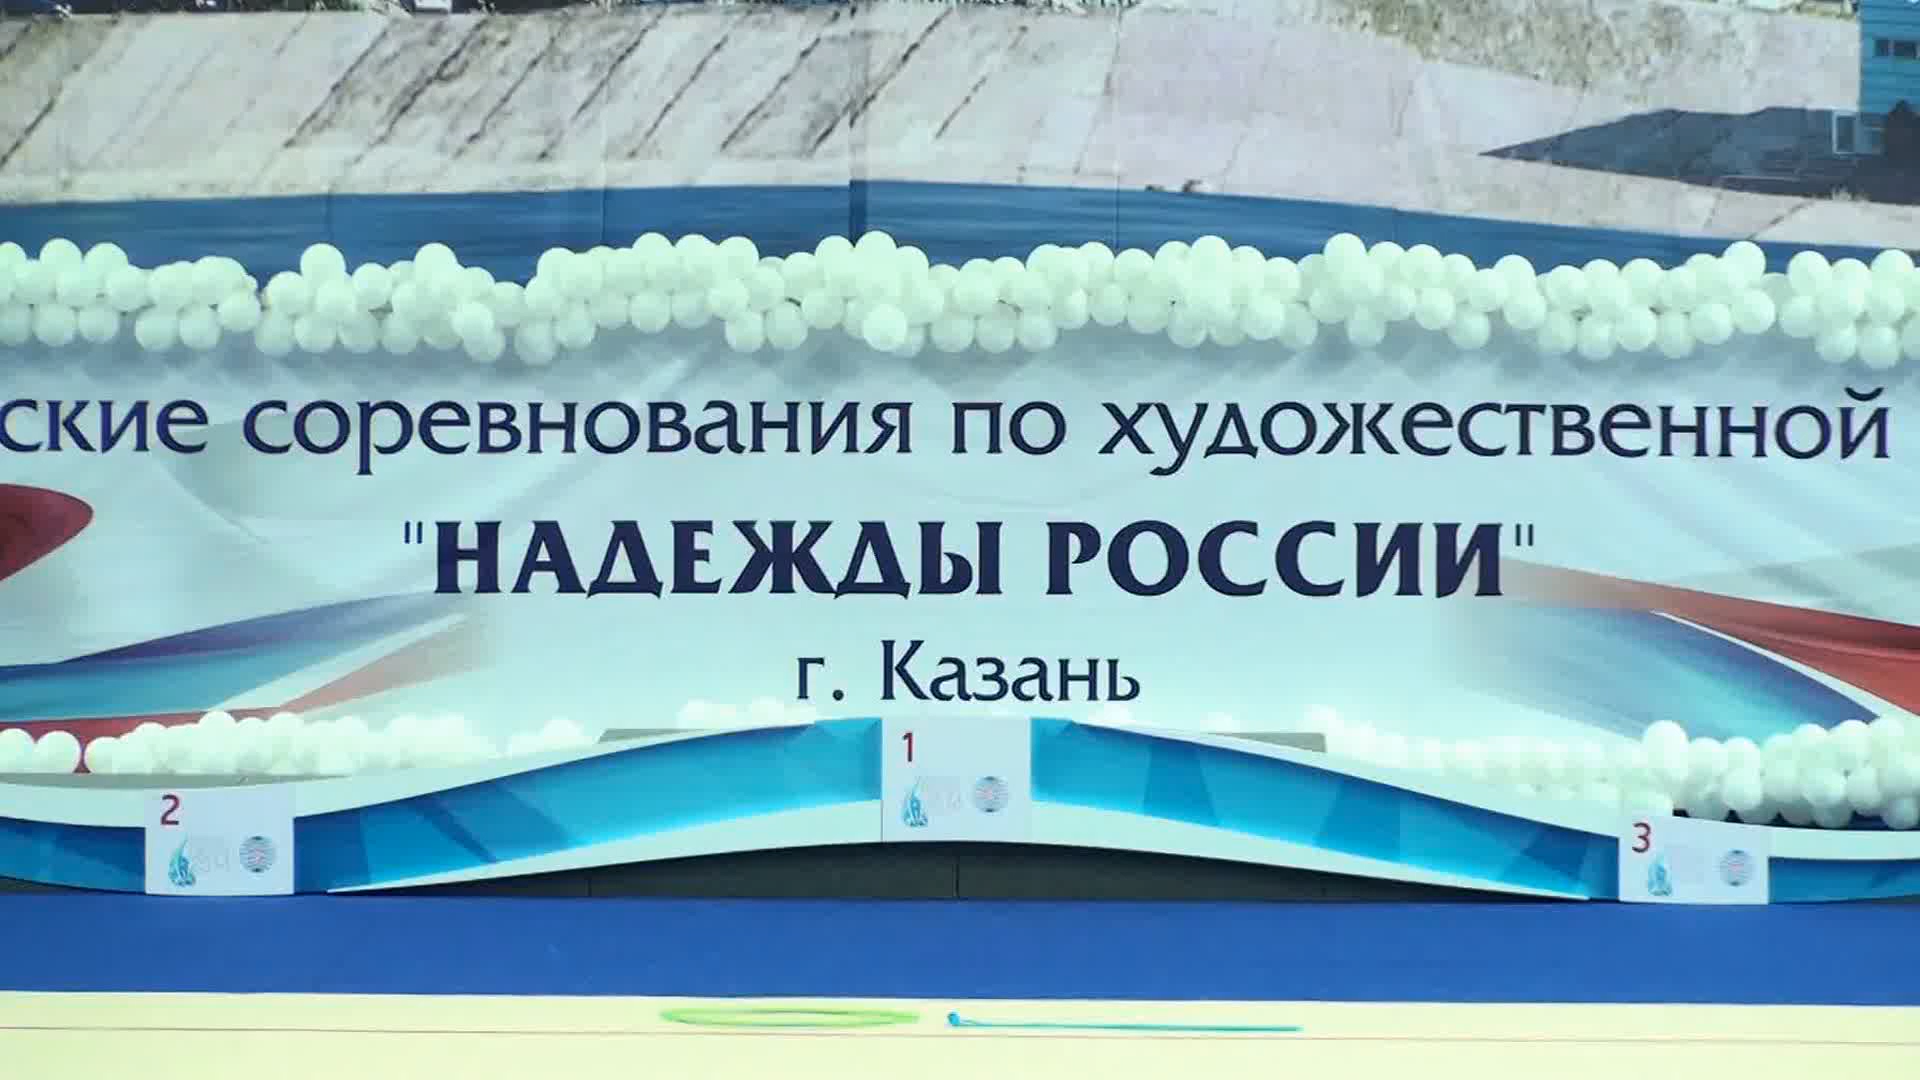 ские соревнования по художественной
"НАДЕЖДЫ РОССИИ"
г. Казань
1
2
3